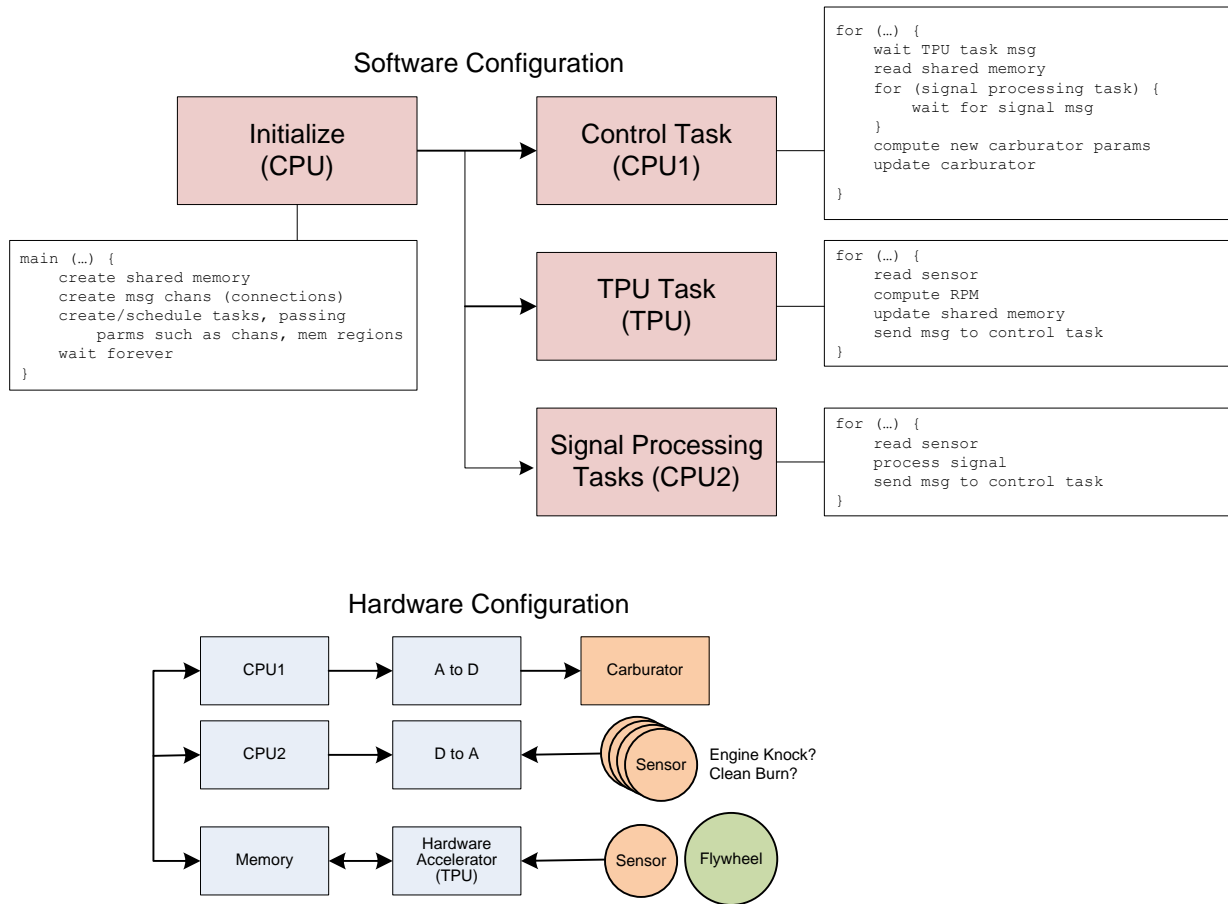 Software Configuration
Initialize
(CPU)
main (…) {
    create shared memory
    create msg chans (connections)
    create/schedule tasks, passing
        parms such as chans, mem regions
    wait forever
}
Control Task
(CPU1)
for (…) {
    wait TPU task msg
    read shared memory
    for (signal processing task) {
        wait for signal msg
    }
    compute new carburator params
    update carburator
}
TPU Task
(TPU)
for (…) {
    read sensor
    compute RPM
    update shared memory
    send msg to control task
}
Signal Processing
Tasks (CPU2)
for (…) {
    read sensor
    process signal
    send msg to control task
}
Hardware Configuration
CPU1
A to D
Carburator
CPU2
D to A
Sensor
Engine Knock?
Clean Burn?
Memory
Hardware
Accelerator
(TPU)
Sensor
Flywheel